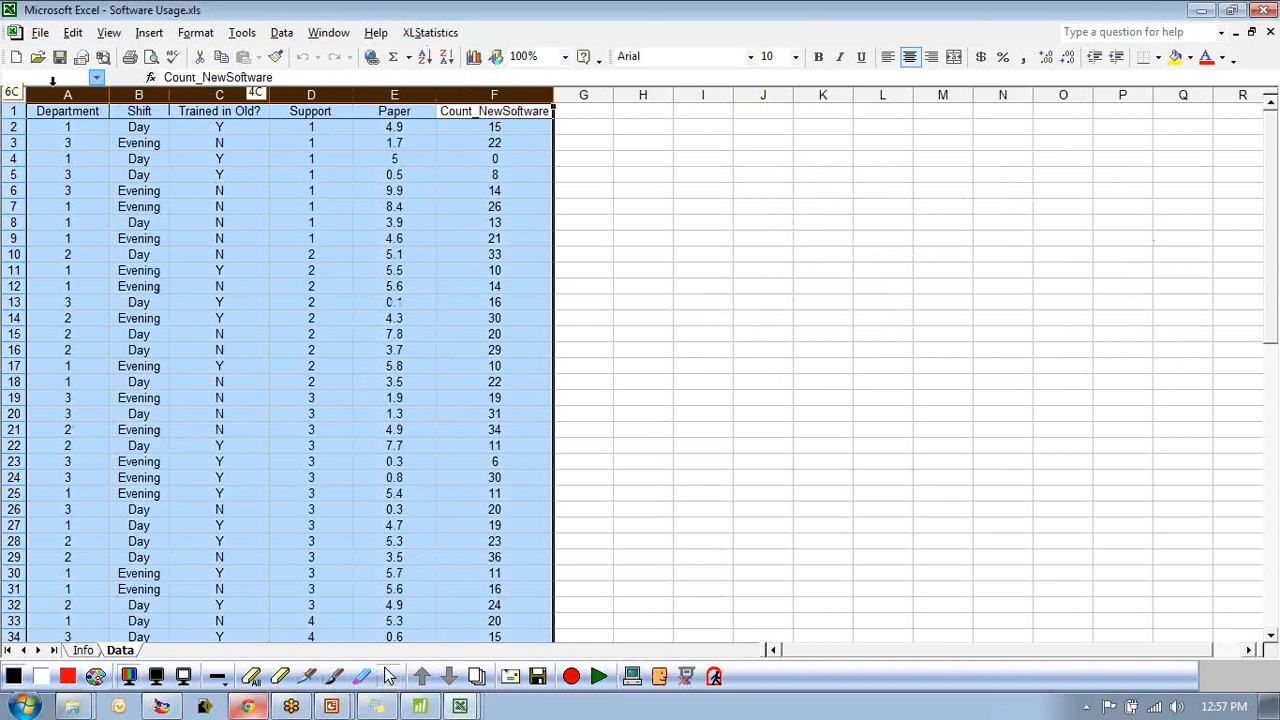 Microsoft Excel - Software Usage.xls
File Edit View Insert Format Tools Data Window Help XLStatistics Type a question for help
100% Arial 10 B I U $ %
Count_NewSoftware
6C A B C 4C D E F G H I J K L M N O P Q R
1 Department Shift Trained in Old? Support Paper Count_NewSoftware
2 1 Day Y 1 4.9 15
3 3 Evening N 1 1.7 22
4 1 Day Y 1 5 0
5 3 Day Y 1 0.5 8
6 3 Evening N 1 9.9 14
7 1 Evening N 1 8.4 26
8 1 Day N 1 3.9 13
9 1 Evening N 1 4.6 21
10 2 Day N 2 5.1 33
11 1 Evening Y 2 5.5 10
12 1 Evening N 2 5.6 14
13 3 Day Y 2 0.1 16
14 2 Evening Y 2 4.3 30
15 2 Day N 2 7.8 20
16 2 Day N 2 3.7 29
17 1 Evening Y 2 5.8 10
18 1 Day N 2 3.5 22
19 3 Evening N 3 1.9 19
20 3 Day N 3 1.3 31
21 2 Evening N 3 4.9 34
22 2 Day Y 3 7.7 11
23 3 Evening Y 3 0.3 6
24 3 Evening Y 3 0.8 30
25 1 Evening Y 3 5.4 11
26 3 Day Y 3 0.3 20
27 1 Day Y 3 4.7 19
28 2 Day Y 3 5.3 23
29 2 Day N 3 3.5 36
30 1 Evening Y 3 5.7 11
31 1 Evening N 3 5.6 16
32 2 Day Y 3 4.9 24
33 1 Day N 4 5.3 20
34 3 Day Y 4 0.6 15
Info Data
12:57 PM